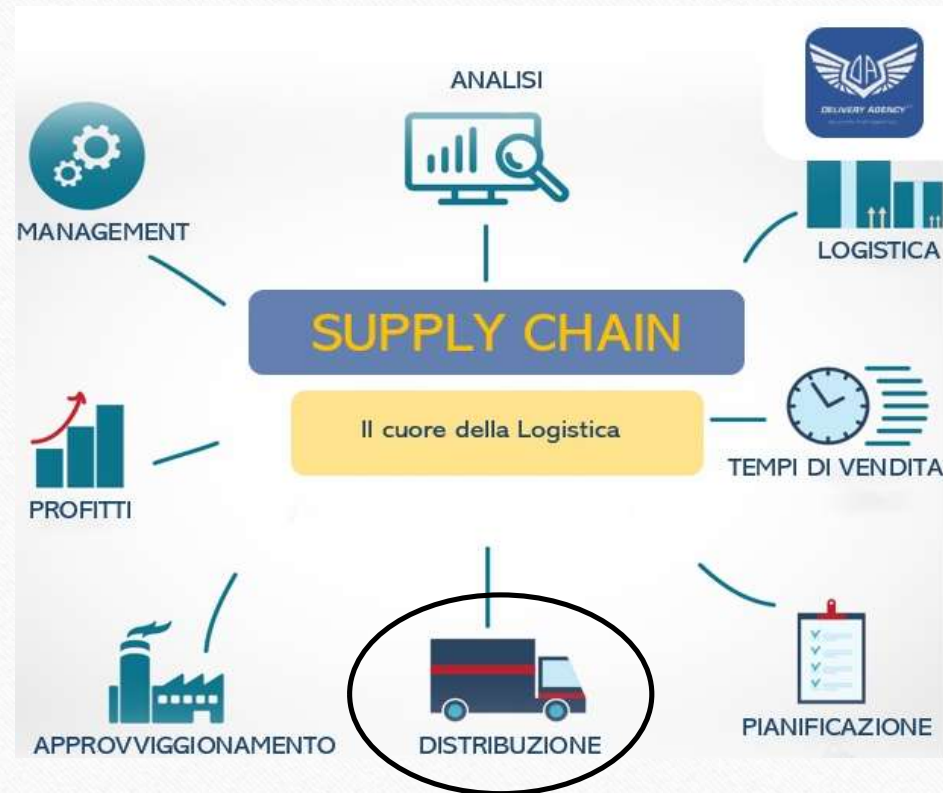 ANALISI
DELIVERY AGENCY
MANAGEMENT
LOGISTICA
SUPPLY CHAIN
Il cuore della Logistica
TEMPI DI VENDITA
PROFITTI
APPROVVIGGIONAMENTO
DISTRIBUZIONE
PIANIFICAZIONE